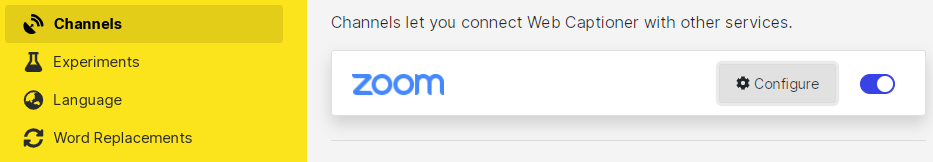 Channels
Experiments
Language
Word Replacements
Channels let you connect Web Captioner with other services.
zoom
Configure